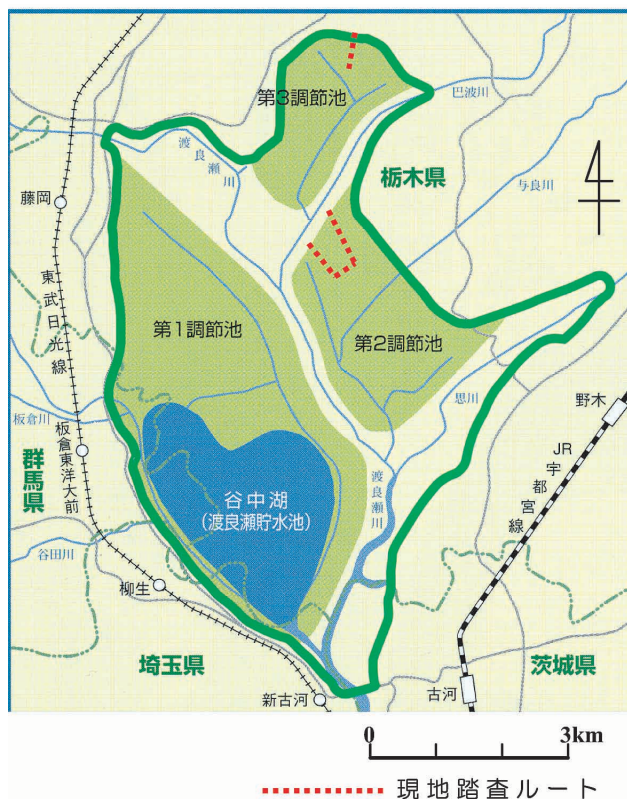 第3調節池
巴波川
渡良瀬川
栃木県
与良川
藤岡
東武日光線
第1調節池
第2調節池
思川
野木
板倉川
板倉東洋大前
群馬県
JR宇都宮線
谷中湖
(渡良瀬貯水池)
渡良瀬川
谷田川
柳生
埼玉県
茨城県
新古河
古河
0 3km
現地踏査ルート